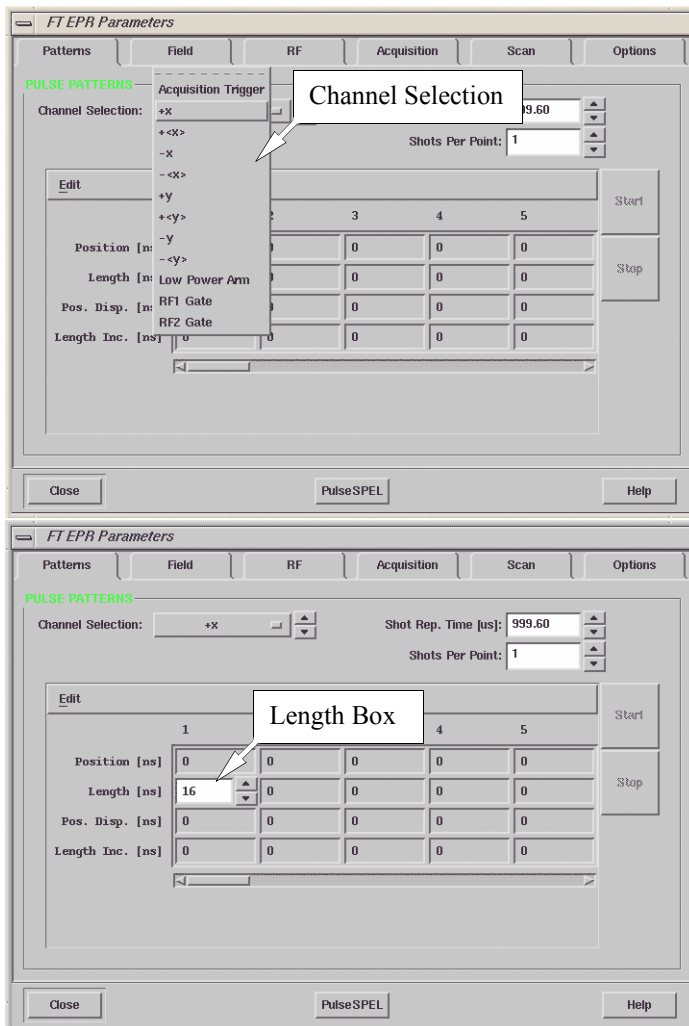 FT EPR Parameters
Patterns Field RF Acquisition Scan Options
PULSE PATTERNS
Channel Selection:
Acquisition Trigger
+x
+<x>
-x
-<x>
+y
+<y>
-y
-<y>
Low Power Arm
RF1 Gate
RF2 Gate
Channel Selection
Shots Per Point: 1
Edit
Start
Stop
3 4 5
Position [ns] 0 0 0
Length 0 0 0
Pos. Disp. 0 0 0
Length Inc. [ns] 0 0 0 0 0
Close PulseSPEL Help
FT EPR Parameters
Patterns Field RF Acquisition Scan Options
PULSE PATTERNS
Channel Selection: +x Shot Rep. Time [us]: 999.60
Shots Per Point: 1
Edit
Start
Stop
Length Box
1 4 5
Position [ns] 0 0 0 0 0
Length [ns] 16 0 0 0 0
Pos. Disp. [ns] 0 0 0 0 0
Length Inc. [ns] 0 0 0 0 0
Close PulseSPEL Help